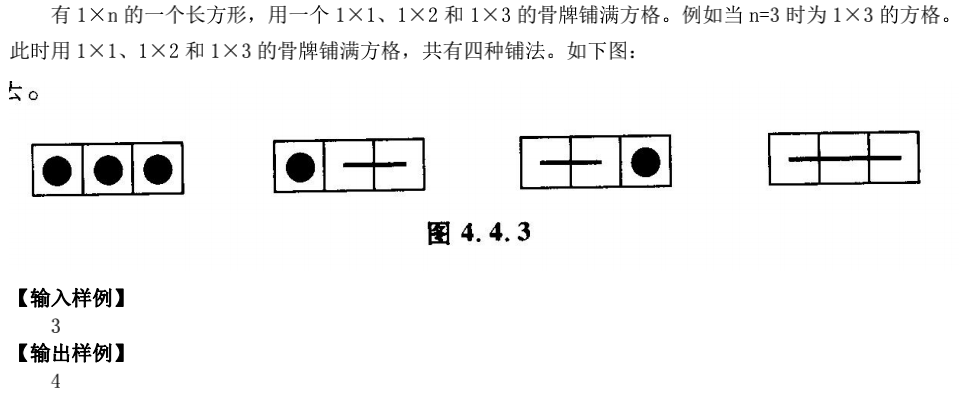 有 1×n 的一个长方形，用一个 1×1、1×2 和 1×3 的骨牌铺满方格。例如当 n=3 时为 1×3 的方格。
此时用 1×1、1×2 和 1×3 的骨牌铺满方格，共有四种铺法。如下图：
图 4.4.3
【输入样例】
3
【输出样例】
4